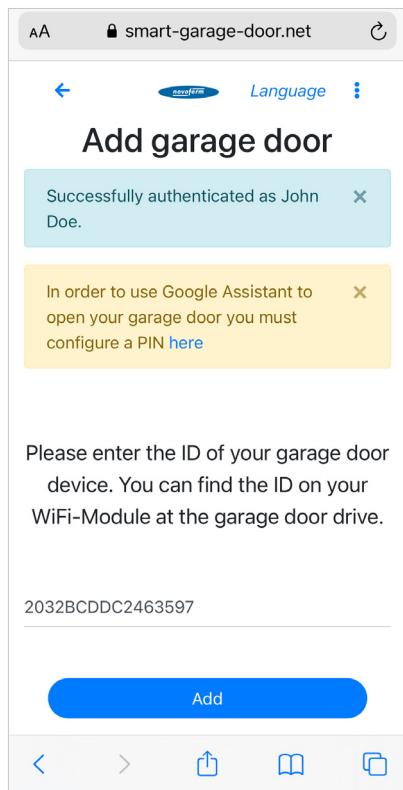 AA smart-garage-door.net
novoferm Language
Add garage door
Successfully authenticated as John
Doe.
In order to use Google Assistant to
open your garage door you must
configure a PIN here
Please enter the ID of your garage door
device. You can find the ID on your
WiFi-Module at the garage door drive.
2032BCDDC2463597
Add